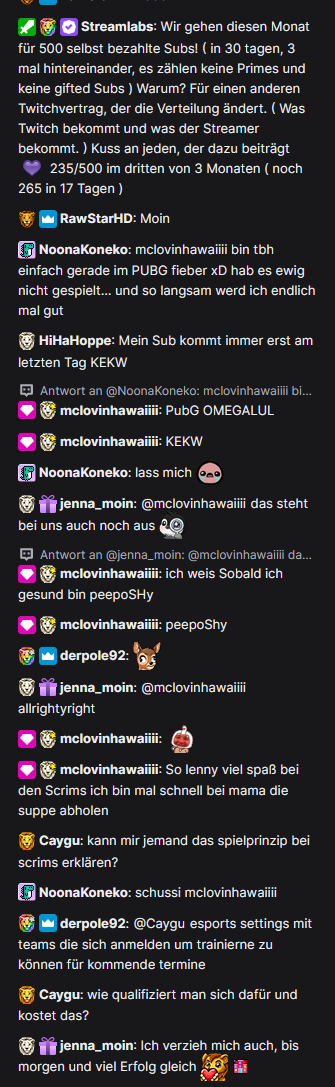 Streamlabs: Wir gehen diesen Monat
für 500 selbst bezahlte Subs! ( in 30 tagen, 3
mal hintereinander, es zählen keine Primes und
keine gifted Subs ) Warum? Für einen anderen
Twitchvertrag, der die Verteilung ändert. ( Was
Twitch bekommt und was der Streamer
bekommt. ) Kuss an jeden, der dazu beiträgt
235/500 im dritten von 3 Monaten ( noch
265 in 17 Tagen )
RawStarHD: Moin
NoonaKoneko: mclovinhawaiiii bin tbh
einfach gerade im PUBG fieber xD hab es ewig
nicht gespielt... und so langsam werd ich endlich
mal gut
HiHaHoppe: Mein Sub kommt immer erst am
letzten Tag KEKW
Antwort an @NoonaKoneko: mclovinhawaiiii bi...
mclovinhawaiiii: PubG OMEGALUL
mclovinhawaiiii: KEKW
NoonaKoneko: lass mich
jenna_moin: @mclovinhawaiiii das steht
bei uns auch noch aus
Antwort an @jenna_moin: @mclovinhawaiiii da...
mclovinhawaiiii: ich weis Sobald ich
gesund bin peepoSHy
mclovinhawaiiii: peepoShy
derpole92:
jenna_moin: @mclovinhawaiiii
allrightyright
mclovinhawaiiii:
mclovinhawaiiii: So lenny viel spaß bei
den Scrims ich bin mal schnell bei mama die
suppe abholen
Caygu: kann mir jemand das spielprinzip bei
scrims erklären?
NoonaKoneko: schussi mclovinhawaiiii
derpole92: @Caygu esports settings mit
teams die sich anmelden um trainierne zu
können für kommende termine
Caygu: wie qualifiziert man sich dafür und
kostet das?
jenna_moin: Ich verzieh mich auch, bis
morgen und viel Erfolg gleich